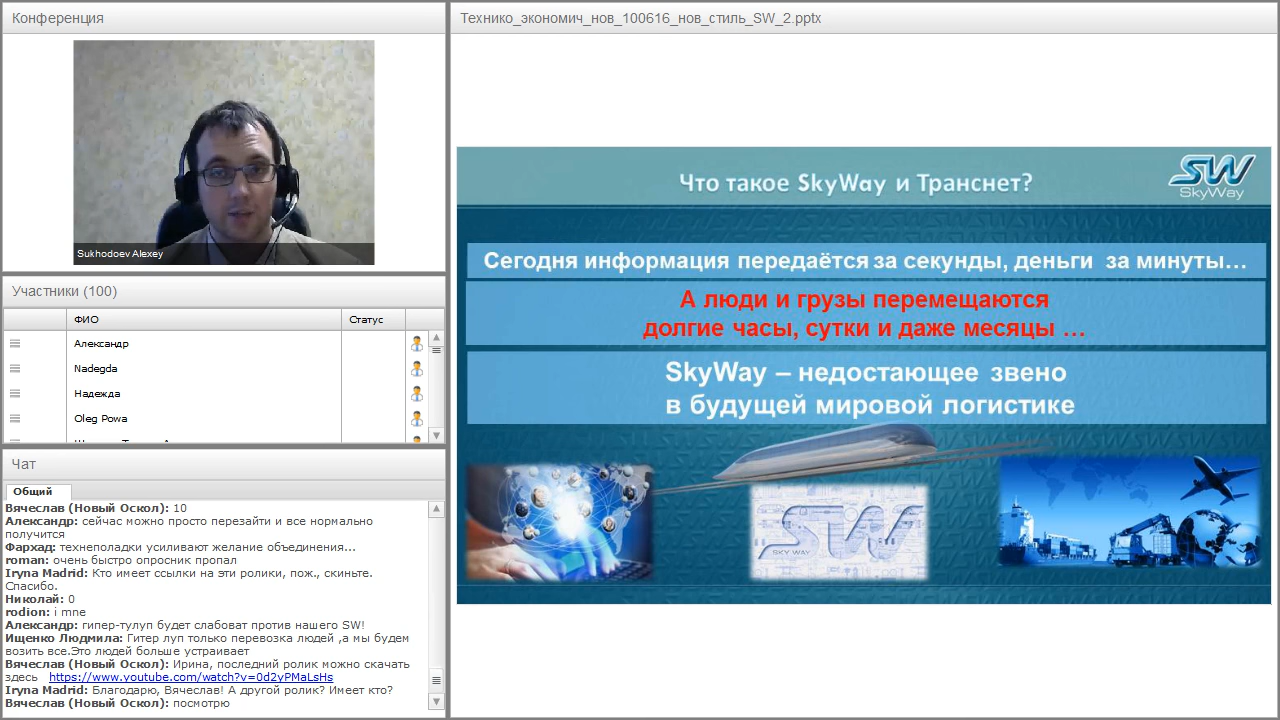 Конференция
Sukhodoev Alexey
Участники (100)
ФИО
Статус
Александр
Nadegda
Надежда
Oleg Powa
Чат
Общий
Вячеслав (Новый Оскол): 10
Александр: сейчас можно просто перезайти и все нормально
получится
Фархад: технеполадки усиливают желание объединения...
roman: очень быстро опросник пропал
Iryna Madrid: Кто имеет ссылки на эти ролики, пож., скиньте.
Спасибо.
Николай: 0
rodion: i mne
Александр: гипер-тулуп будет слабоват против нашего SW!
Ищенко Людмила: Гитер луп только перевозка людей ,а мы будем
возить все.Это людей больше устраивает
Вячеслав (Новый Оскол): Ирина, последний ролик можно скачать
здесь https://www.youtube.com/watch?v=0d2yPMaLsHs
Iryna Madrid: Благодарю, Вячеслав! А другой ролик? Имеет кто?
Вячеслав (Новый Оскол): посмотрю
Технико_экономич_нов_100616_нов_стиль_SW_2.pptx
Что такое SkyWay и Транснет?
SW
SkyWay
Сегодня информация передаётся за секунды, деньги за минуты…
А люди и грузы перемещаются
долгие часы, сутки и даже месяцы …
SkyWay – недостающее звено
в будущей мировой логистике
SW
SKY WAY